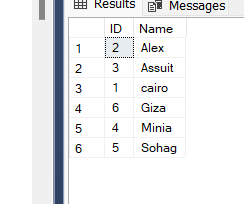 Results Messages
ID Name
1 2 Alex
2 3 Assuit
3 1 cairo
4 6 Giza
5 4 Minia
6 5 Sohag